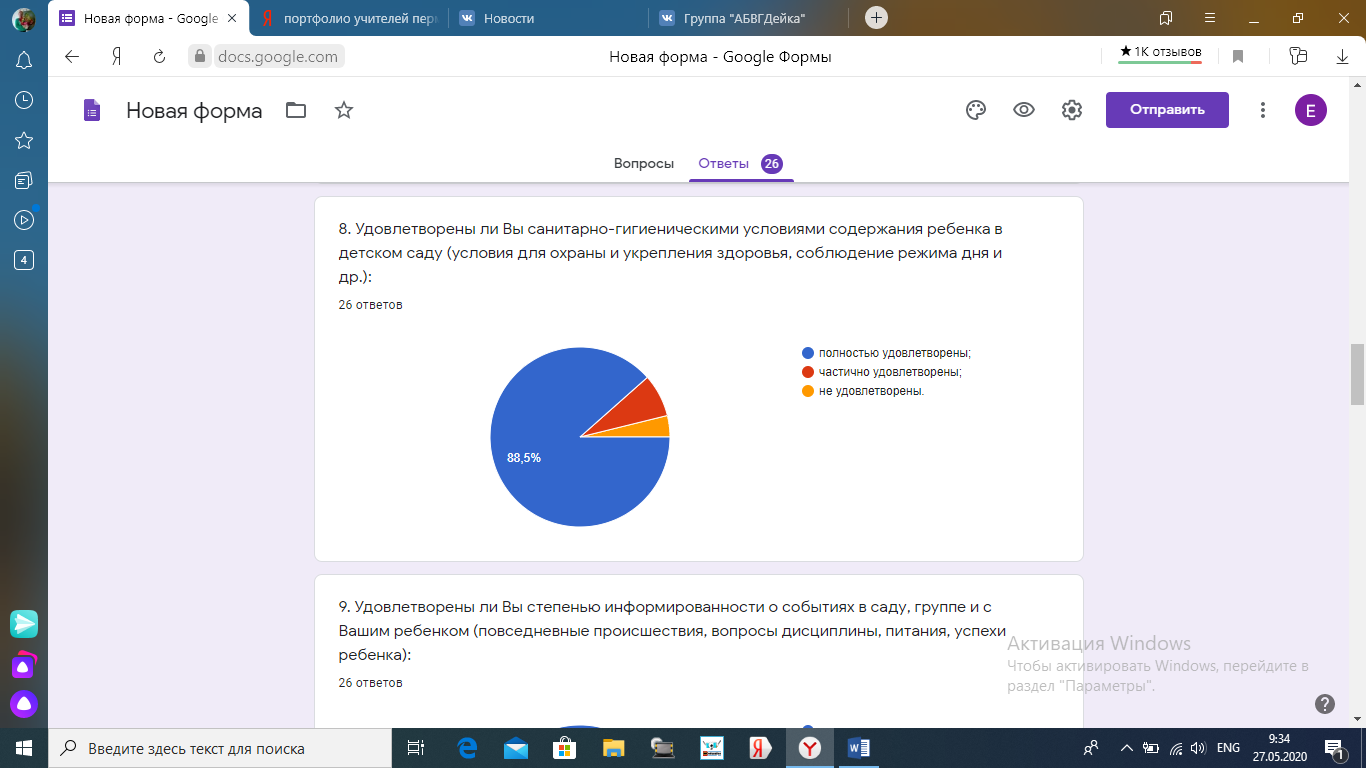 Новая форма - Google
портфолио учителей пер
Новости
Группа "АБВГДейка"
docs.google.com
Новая форма - Google Формы
★ 1К отзывов
Новая форма
Отправить
Е
Вопросы
Ответы 26
8. Удовлетворены ли Вы санитарно-гигиеническими условиями содержания ребенка в
детском саду (условия для охраны и укрепления здоровья, соблюдение режима дня и
др.):
26 ответов
полностью удовлетворены;
частично удовлетворены;
не удовлетворены.
88,5%
9. Удовлетворены ли Вы степенью информированности о событиях в саду, группе и с
Вашим ребенком (повседневные происшествия, вопросы дисциплины, питания, успехи
ребенка):
26 ответов
Активация Windows
Чтобы активировать Windows, перейдите в
раздел "Параметры".
4
Введите здесь текст для поиска
ENG
9:34
27.05.2020
1